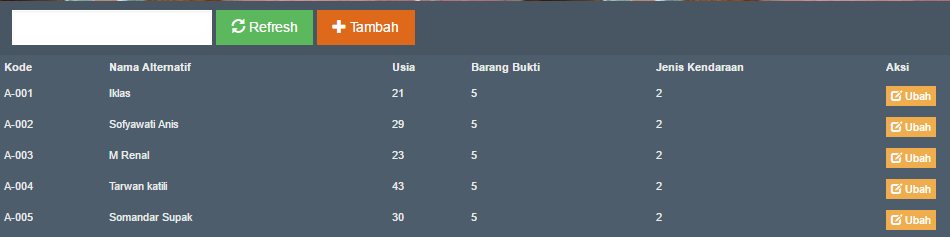 Refresh Tambah
Kode Nama Alternatif Usia Barang Bukti Jenis Kendaraan Aksi
A-001 Iklas 21 5 2 Ubah
A-002 Sofyawati Anis 29 5 2 Ubah
A-003 M Renal 23 5 2 Ubah
A-004 Tarwan katili 43 5 2 Ubah
A-005 Somandar Supak 30 5 2 Ubah